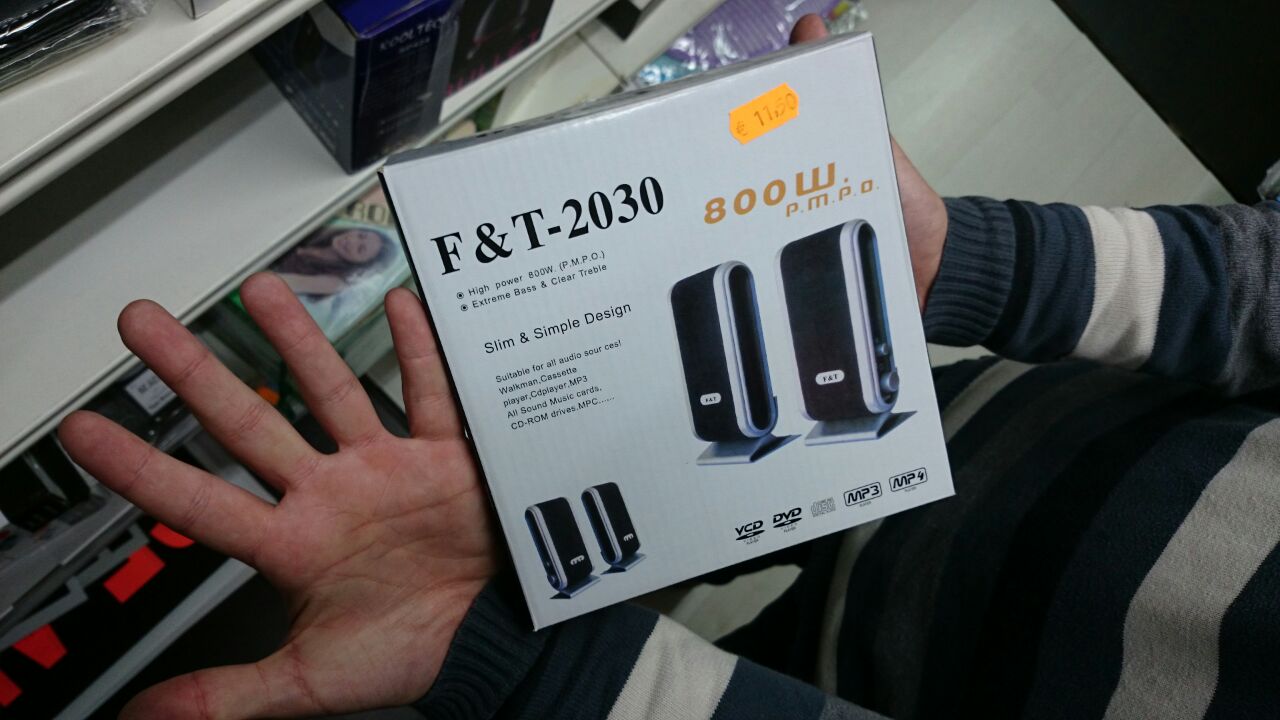 KOOLTECH
€ 11,90
F&T-2030
800W.
P.M.P.O.
High power 800W. (P.M.P.O.)
Extreme Bass & Clear Treble
Slim & Simple Design
Suitable for all audio sour ces!
Walkman,Cassette
player,Cdplayer.MP3
All Sound Music cards,
CD-ROM drives.MPC......
F&T
F&T
F&T
VCD
DVD
MP3
MP4